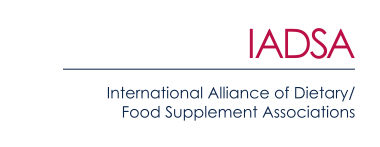 IADSA
International Alliance of Dietary/
Food Supplement Associations